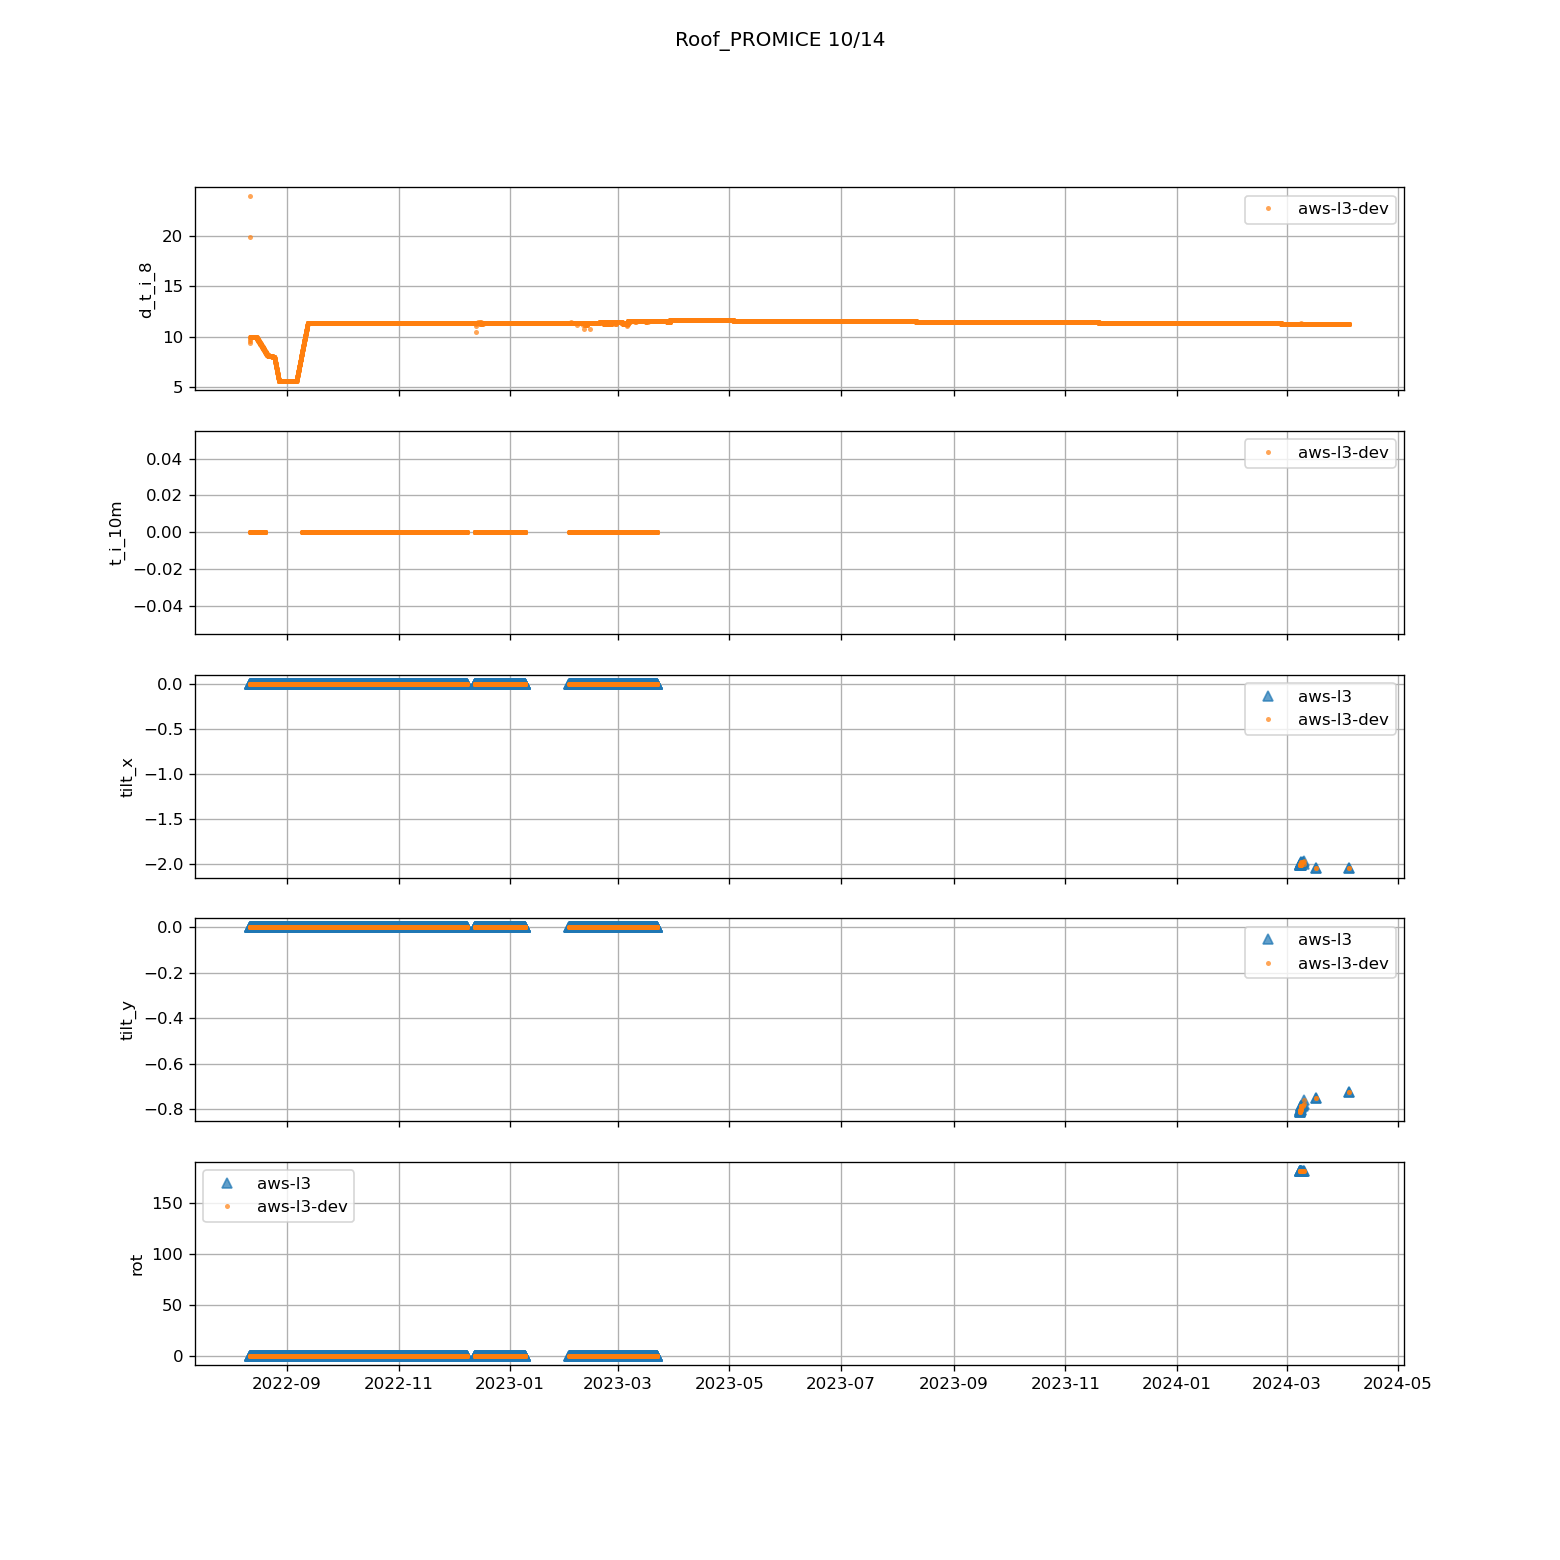 Roof_PROMICE 10/14
d_t_i_8
20
15
10
5
aws-l3-dev
t_i_10m
0.04
0.02
0.00
−0.02
−0.04
aws-l3-dev
tilt_x
0.0
−0.5
−1.0
−1.5
−2.0
aws-l3
aws-l3-dev
tilt_y
0.0
−0.2
−0.4
−0.6
−0.8
aws-l3
aws-l3-dev
rot
150
100
50
0
aws-l3
aws-l3-dev
2022-09 2022-11 2023-01 2023-03 2023-05 2023-07 2023-09 2023-11 2024-01 2024-03 2024-05